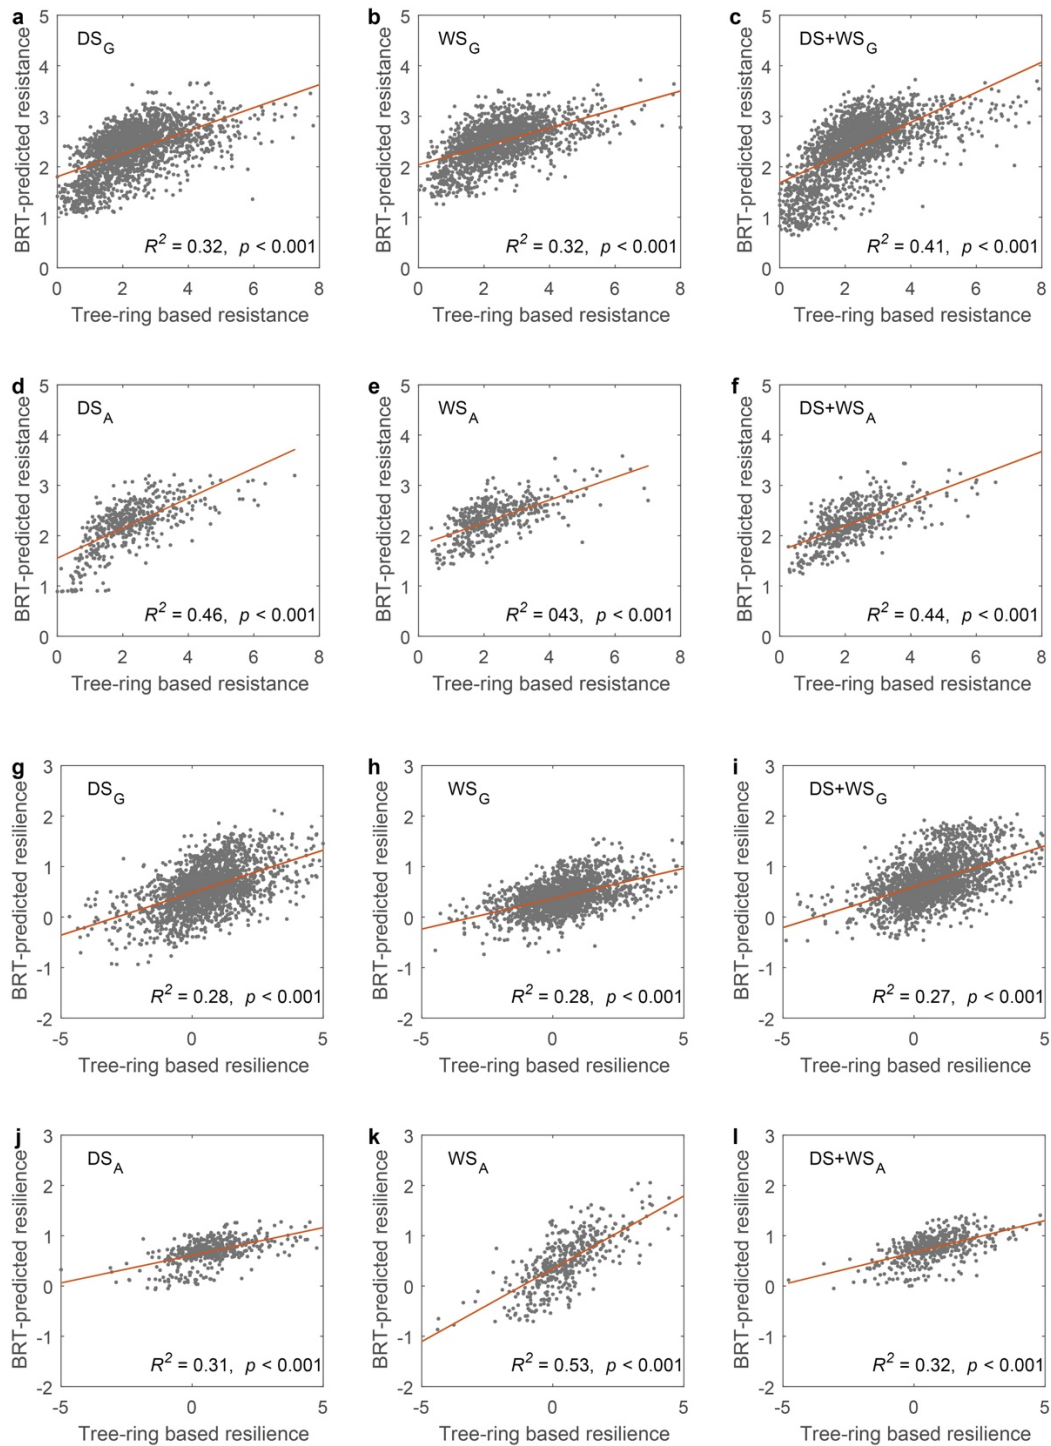 a
DS_G
BRT-predicted resistance
5
4
3
2
1
0
R² = 0.32, p < 0.001
0 2 4 6 8
Tree-ring based resistance
b
WS_G
BRT-predicted resistance
5
4
3
2
1
0
R² = 0.32, p < 0.001
0 2 4 6 8
Tree-ring based resistance
c
DS+WS_G
BRT-predicted resistance
5
4
3
2
1
0
R² = 0.41, p < 0.001
0 2 4 6 8
Tree-ring based resistance
d
DS_A
BRT-predicted resistance
5
4
3
2
1
0
R² = 0.46, p < 0.001
0 2 4 6 8
Tree-ring based resistance
e
WS_A
BRT-predicted resistance
5
4
3
2
1
0
R² = 043, p < 0.001
0 2 4 6 8
Tree-ring based resistance
f
DS+WS_A
BRT-predicted resistance
5
4
3
2
1
0
R² = 0.44, p < 0.001
0 2 4 6 8
Tree-ring based resistance
g
DS_G
BRT-predicted resilience
3
2
1
0
-1
-2
R² = 0.28, p < 0.001
-5 0 5
Tree-ring based resilience
h
WS_G
BRT-predicted resilience
3
2
1
0
-1
-2
R² = 0.28, p < 0.001
-5 0 5
Tree-ring based resilience
i
DS+WS_G
BRT-predicted resilience
3
2
1
0
-1
-2
R² = 0.27, p < 0.001
-5 0 5
Tree-ring based resilience
j
DS_A
BRT-predicted resilience
3
2
1
0
-1
-2
R² = 0.31, p < 0.001
-5 0 5
Tree-ring based resilience
k
WS_A
BRT-predicted resilience
3
2
1
0
-1
-2
R² = 0.53, p < 0.001
-5 0 5
Tree-ring based resilience
l
DS+WS_A
BRT-predicted resilience
3
2
1
0
-1
-2
R² = 0.32, p < 0.001
-5 0 5
Tree-ring based resilience